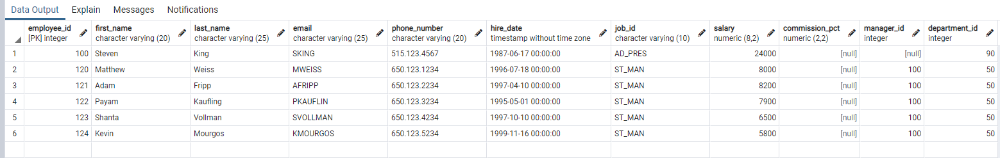 Data Output Explain Messages Notifications
employee_id first_name last_name email phone_number hire_date job_id salary commission_pct manager_id department_id
[PK] integer character varying (20) character varying (25) character varying (25) character varying (20) timestamp without time zone character varying (10) numeric (8,2) numeric (2,2) integer integer
1 100 Steven King SKING 515.123.4567 1987-06-17 00:00:00 AD_PRES 24000 [null] [null] 90
2 120 Matthew Weiss MWEISS 650.123.1234 1996-07-18 00:00:00 ST_MAN 8000 [null] 100 50
3 121 Adam Fripp AFRIPP 650.123.2234 1997-04-10 00:00:00 ST_MAN 8200 [null] 100 50
4 122 Payam Kaufling PKAUFLIN 650.123.3234 1995-05-01 00:00:00 ST_MAN 7900 [null] 100 50
5 123 Shanta Vollman SVOLLMAN 650.123.4234 1997-10-10 00:00:00 ST_MAN 6500 [null] 100 50
6 124 Kevin Mourgos KMOURGOS 650.123.5234 1999-11-16 00:00:00 ST_MAN 5800 [null] 100 50